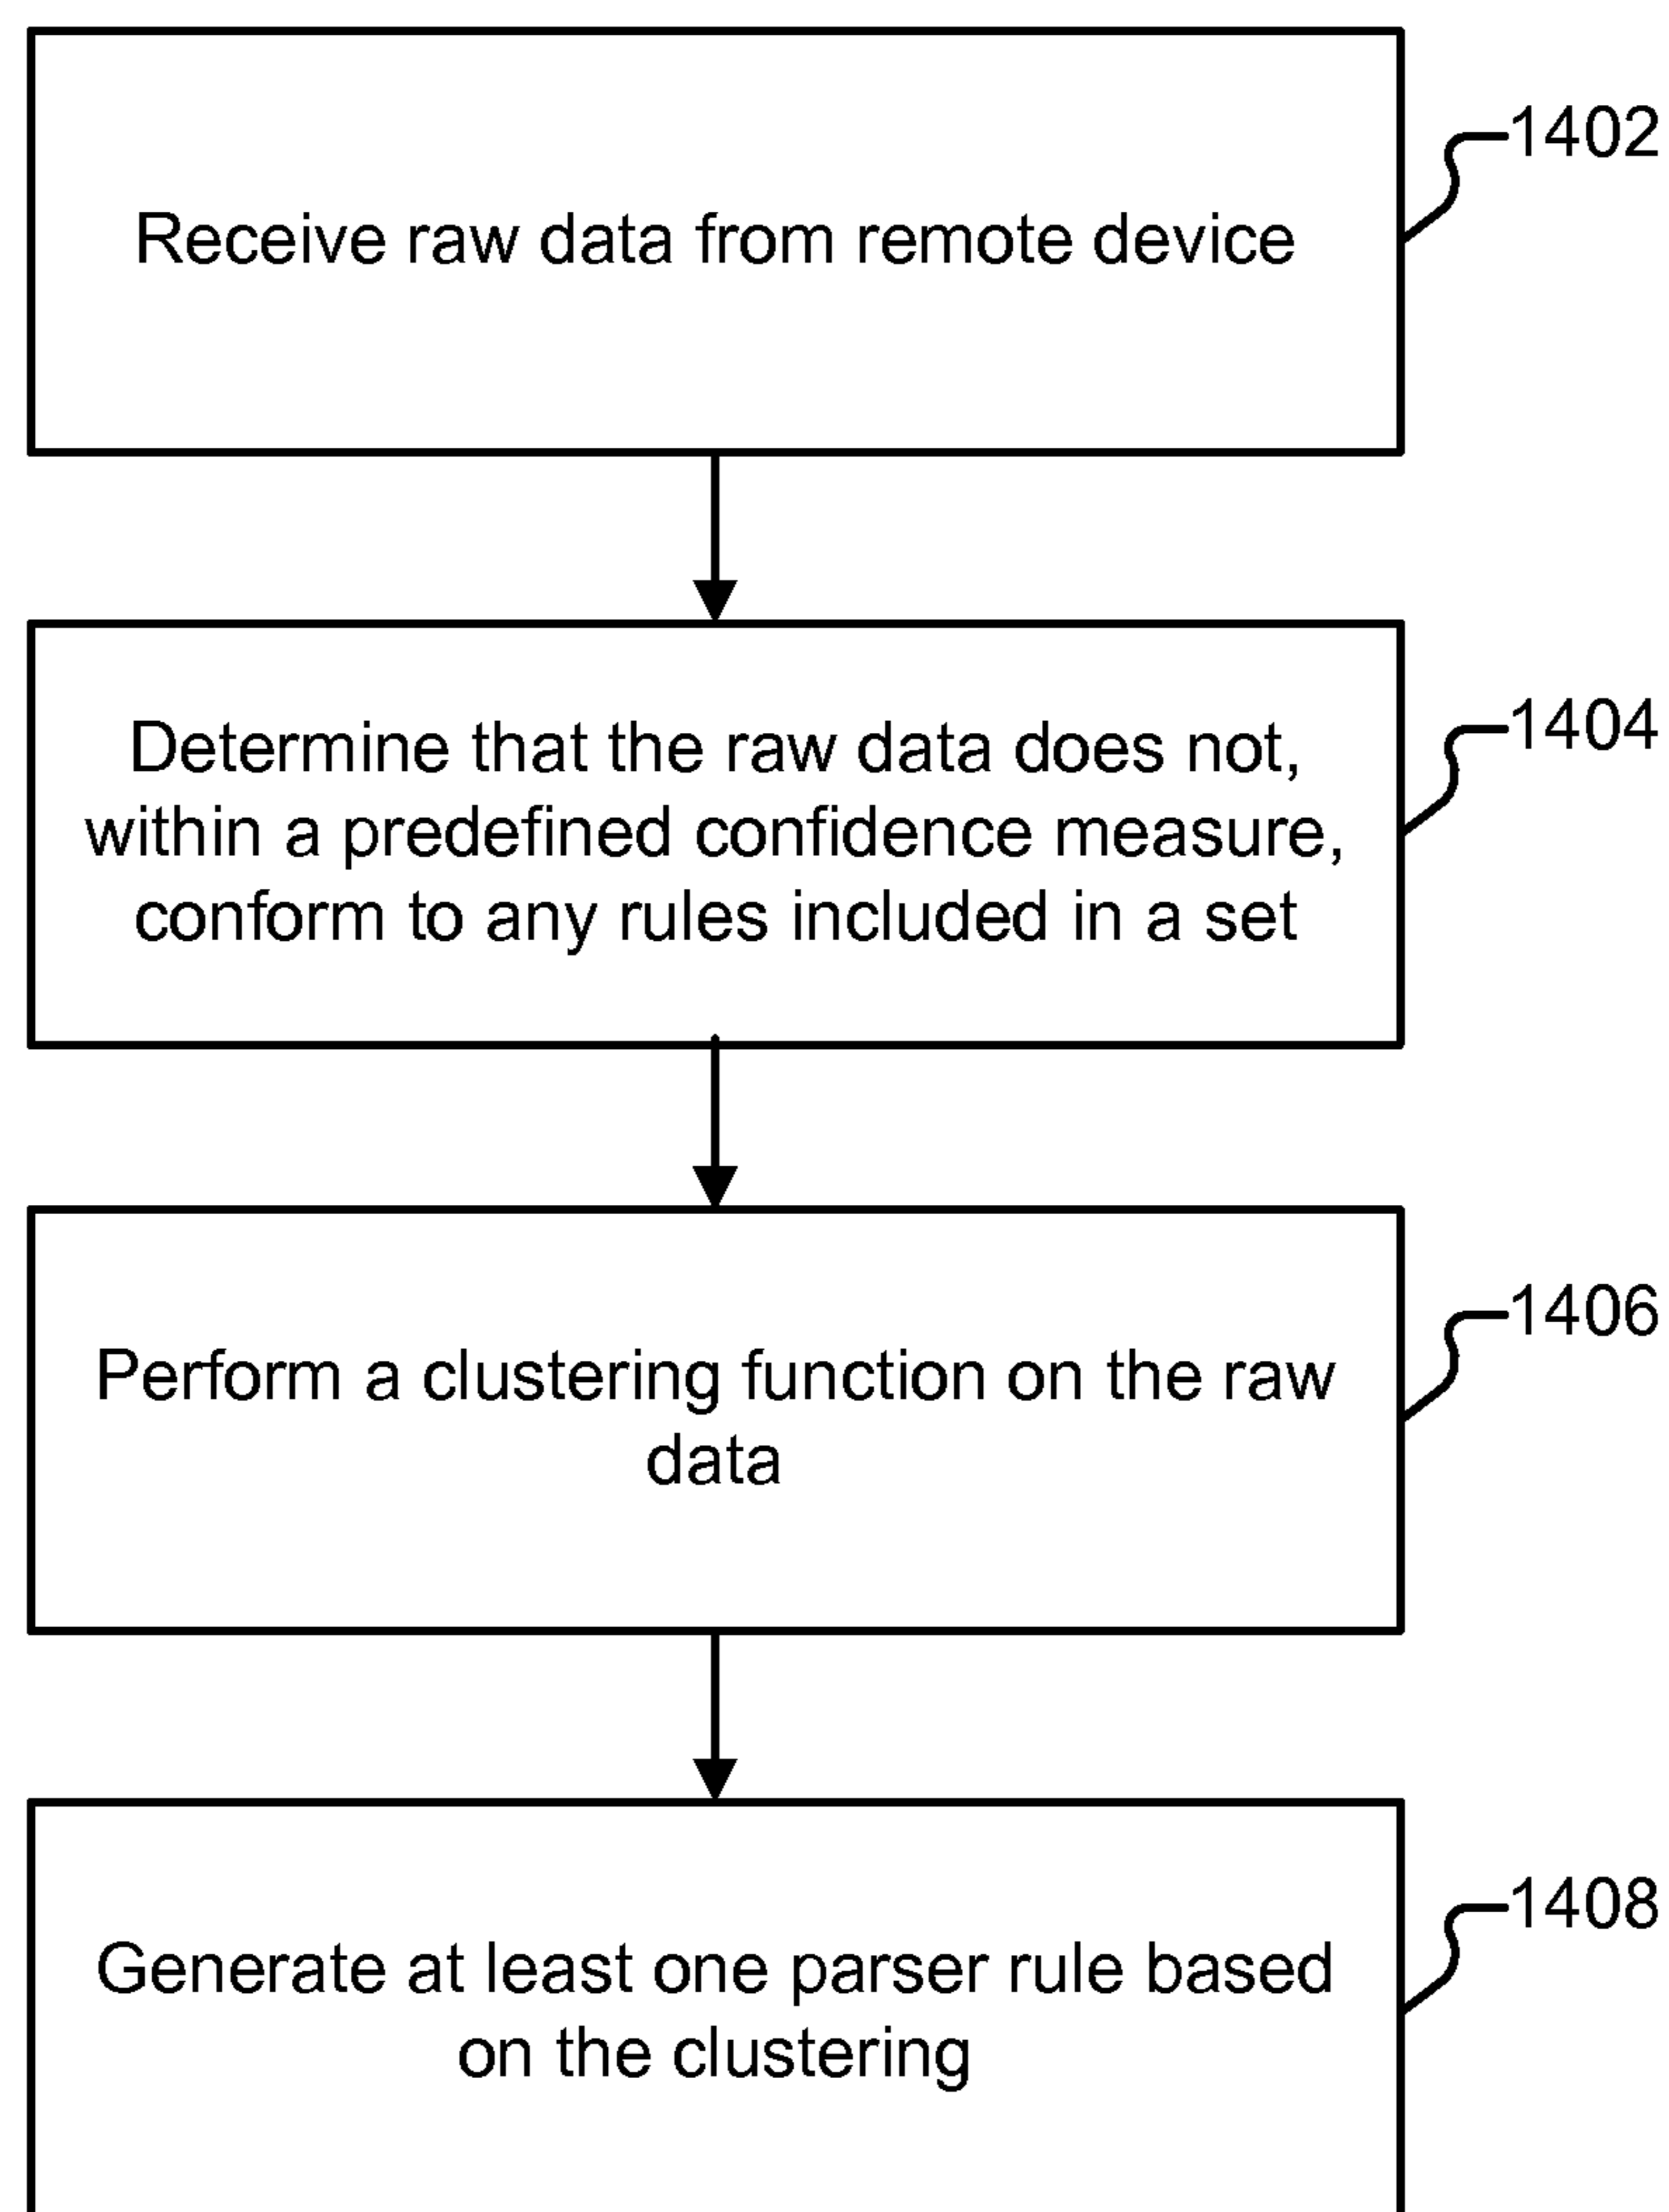 1402
Receive raw data from remote device
1404
Determine that the raw data does not,
within a predefined confidence measure,
conform to any rules included in a set
1406
Perform a clustering function on the raw
data
1408
Generate at least one parser rule based
on the clustering